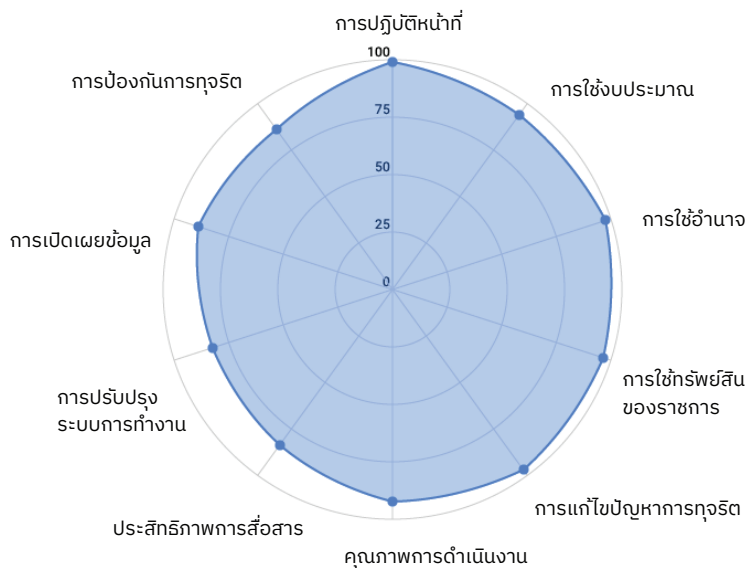 การปฏิบัติหน้าที่
100
การป้องกันการทุจริต
การใช้งบประมาณ
75
50
การใช้อำนาจ
25
การเปิดเผยข้อมูล
0
การใช้ทรัพย์สิน
ของราชการ
การปรับปรุง
ระบบการทำงาน
การแก้ไขปัญหาการทุจริต
ประสิทธิภาพการสื่อสาร
คุณภาพการดำเนินงาน